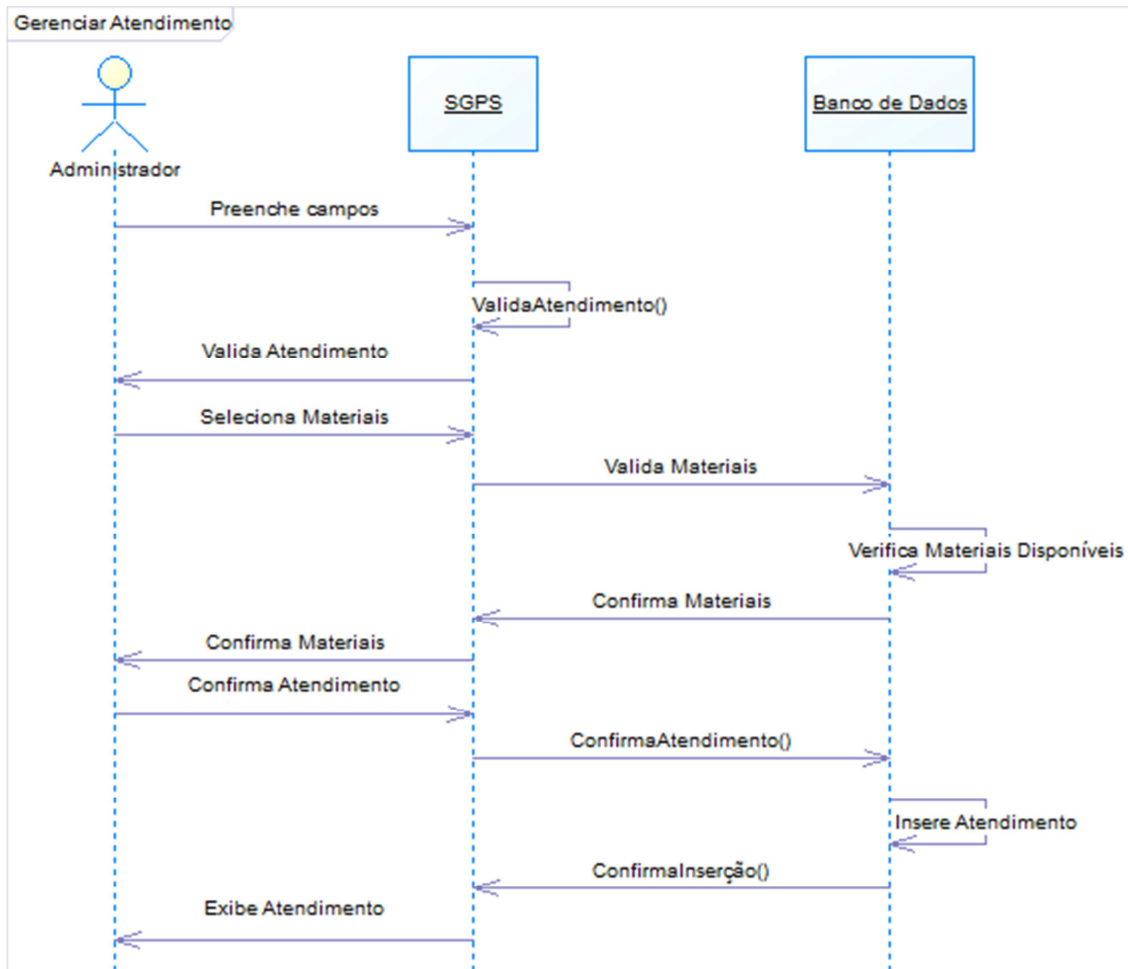 Gerenciar Atendimento
SGPS
Banco de Dados
Administrador
Preenche campos
ValidaAtendimento()
Valida Atendimento
Seleciona Materiais
Valida Materiais
Verifica Materiais Disponíveis
Confirma Materiais
Confirma Materiais
Confirma Atendimento
ConfirmaAtendimento()
Insere Atendimento
ConfirmaInserção()
Exibe Atendimento